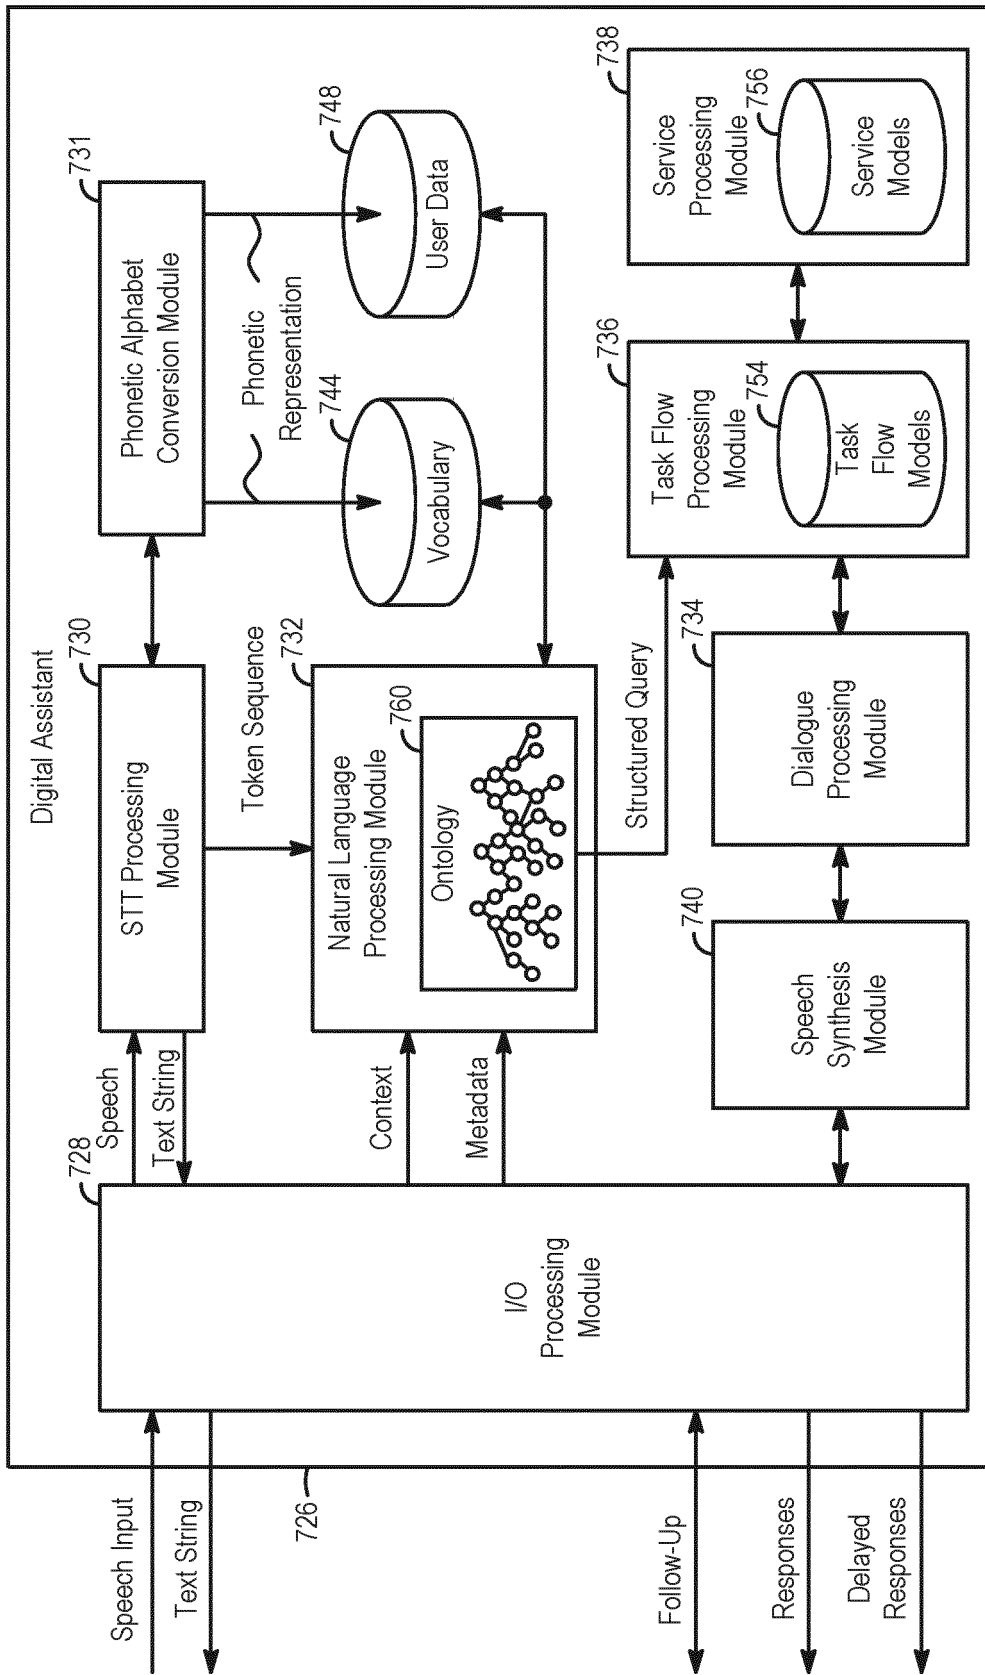 Digital Assistant
Speech Input
Text String
Follow-Up
Responses
Delayed
Responses
726
728
I/O
Processing
Module
Speech
Text String
Context
Metadata
730
STT Processing
Module
731
Phonetic Alphabet
Conversion Module
Token Sequence
Phonetic
Representation
732
Natural Language
Processing Module
760
Ontology
744
Vocabulary
748
User Data
Structured Query
740
Speech
Synthesis
Module
734
Dialogue
Processing
Module
736
Task Flow
Processing
Module
754
Task
Flow
Models
738
Service
Processing
Module
756
Service
Models